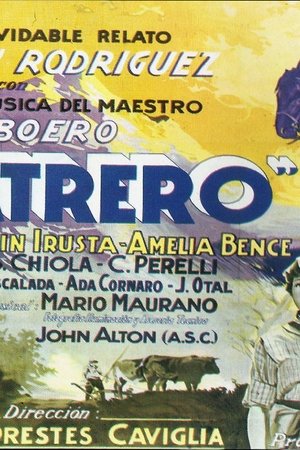 VIDABLE RELATO
RODRIGUEZ
con
MUSICA DEL MAESTRO
BOERO
TRERO"
IN IRUSTA-AMELIA BENCE
S. CHIOLA-C. PERELLI
ESCALADA-ADA CORNARO-J. OTAL
MARIO MAURANO
JOHN ALTON (A.S.C.)
Dirección:
ORESTES CAVIGLIA